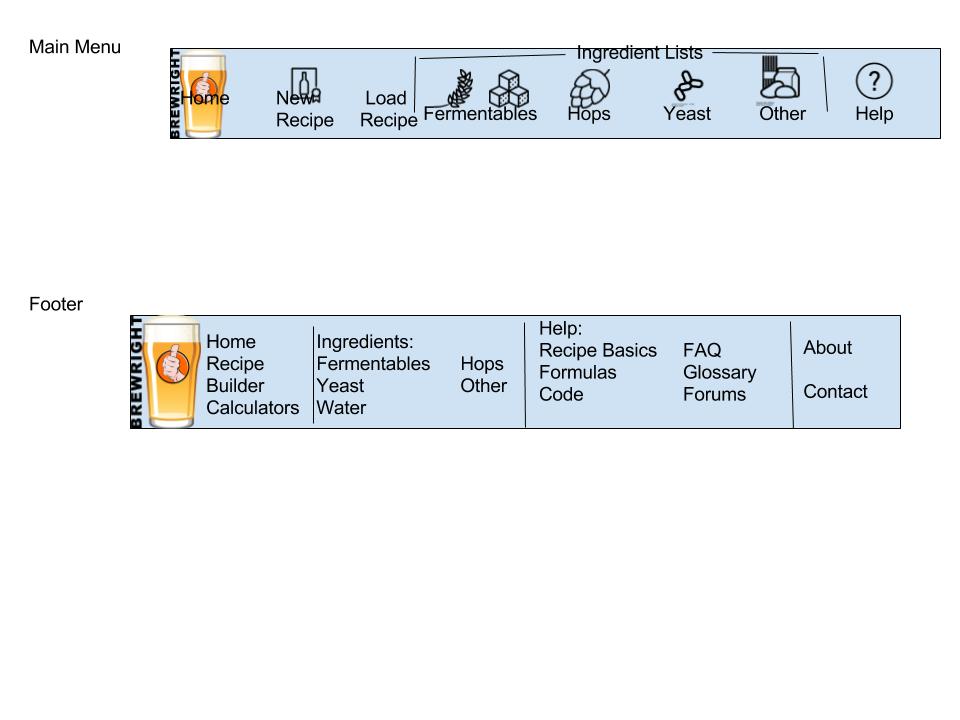 Main Menu
BREWRIGHT
Ingredient Lists
Home
New
Recipe
Load
Recipe
Fermentables
Hops
Yeast
Other
Help
?
Footer
BREWRIGHT
Home
Recipe
Builder
Calculators
Ingredients:
Fermentables Hops
Yeast Other
Water
Help:
Recipe Basics FAQ
Formulas Glossary
Code Forums
About
Contact